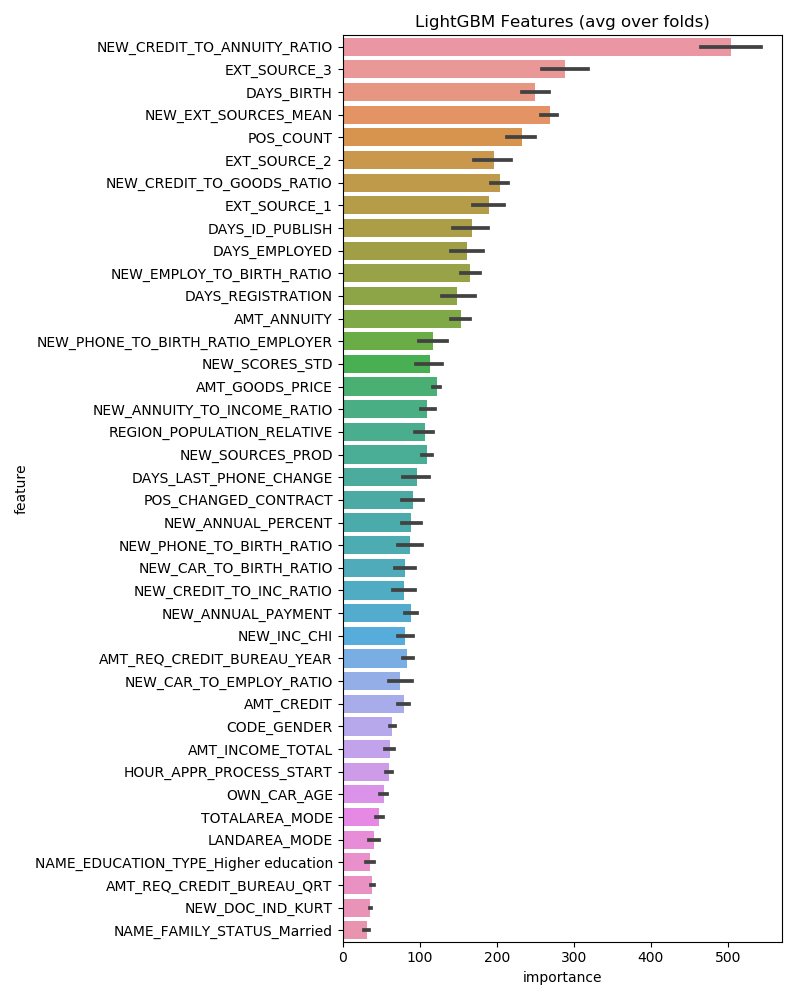 LightGBM Features (avg over folds)
NEW_CREDIT_TO_ANNUITY_RATIO
EXT_SOURCE_3
DAYS_BIRTH
NEW_EXT_SOURCES_MEAN
POS_COUNT
EXT_SOURCE_2
NEW_CREDIT_TO_GOODS_RATIO
EXT_SOURCE_1
DAYS_ID_PUBLISH
DAYS_EMPLOYED
NEW_EMPLOY_TO_BIRTH_RATIO
DAYS_REGISTRATION
AMT_ANNUITY
NEW_PHONE_TO_BIRTH_RATIO_EMPLOYER
NEW_SCORES_STD
AMT_GOODS_PRICE
NEW_ANNUITY_TO_INCOME_RATIO
REGION_POPULATION_RELATIVE
NEW_SOURCES_PROD
DAYS_LAST_PHONE_CHANGE
POS_CHANGED_CONTRACT
NEW_ANNUAL_PERCENT
NEW_PHONE_TO_BIRTH_RATIO
NEW_CAR_TO_BIRTH_RATIO
NEW_CREDIT_TO_INC_RATIO
NEW_ANNUAL_PAYMENT
NEW_INC_CHI
AMT_REQ_CREDIT_BUREAU_YEAR
NEW_CAR_TO_EMPLOY_RATIO
AMT_CREDIT
CODE_GENDER
AMT_INCOME_TOTAL
HOUR_APPR_PROCESS_START
OWN_CAR_AGE
TOTALAREA_MODE
LANDAREA_MODE
NAME_EDUCATION_TYPE_Higher education
AMT_REQ_CREDIT_BUREAU_QRT
NEW_DOC_IND_KURT
NAME_FAMILY_STATUS_Married
feature
0 100 200 300 400 500
importance